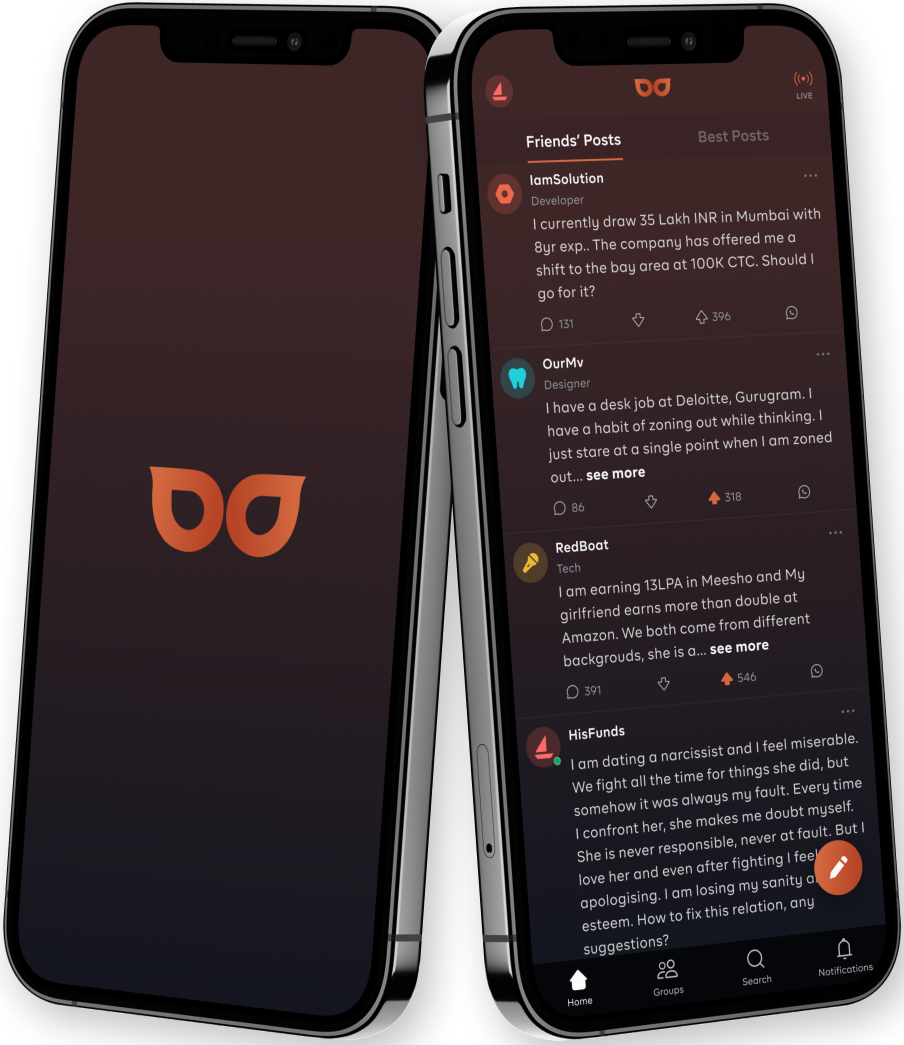 LIVE
Friends' Posts
Best Posts
IamSolution
Developer
I currently draw 35 Lakh INR in Mumbai with
8yr exp.. The company has offered me a
shift to the bay area at 100K CTC. Should I
go for it?
131
396
OurMv
Designer
I have a desk job at Deloitte, Gurugram. I
have a habit of zoning out while thinking. I
just stare at a single point when I am zoned
out... see more
86
318
RedBoat
Tech
I am earning 13LPA in Meesho and My
girlfriend earns more than double at
Amazon. We both come from different
backgrouds, she is a... see more
391
546
HisFunds
I am dating a narcissist and I feel miserable.
We fight all the time for things she did, but
somehow it was always my fault. Every time
I confront her, she makes me doubt myself.
She is never responsible, never at fault. But I
love her and even after fighting I feel
apologising. I am losing my sanity
esteem. How to fix this relation, any
suggestions?
Home
Groups
Search
Notifications